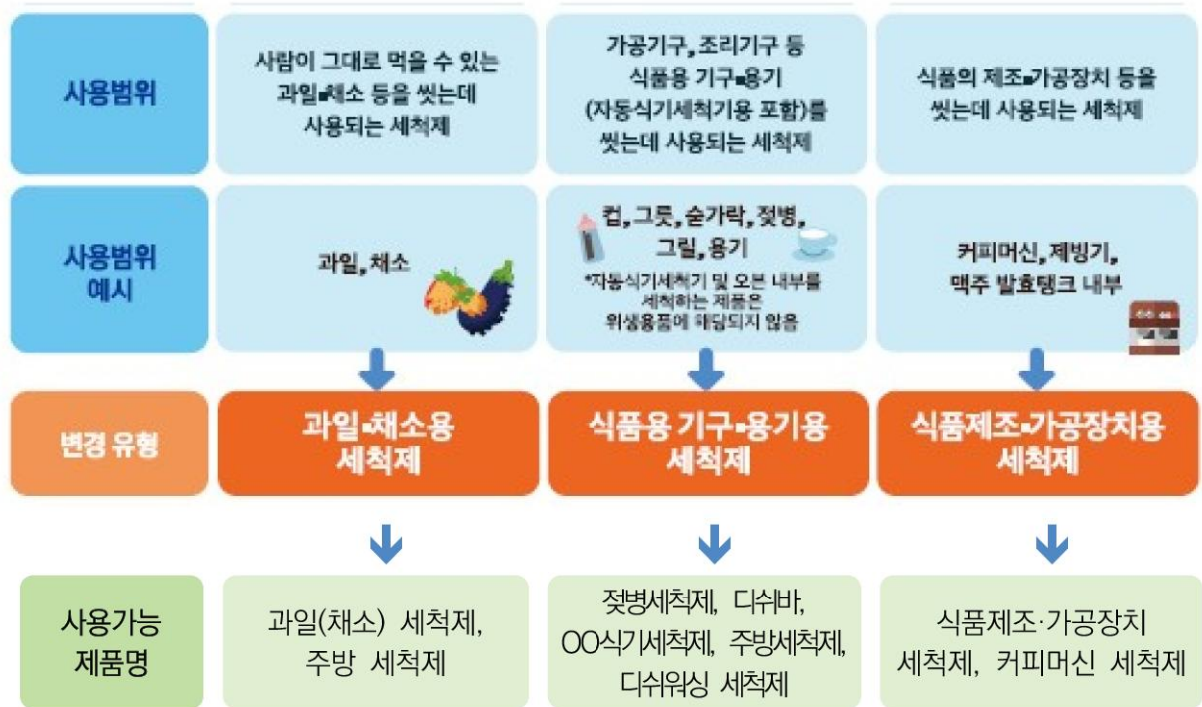 사용범위
사람이 그대로 먹을 수 있는
과일▪채소 등을 씻는데
사용되는 세척제
가공기구, 조리기구 등
식품용 기구▪용기
(자동식기세척기용 포함)를
씻는데 사용되는 세척제
식품의 제조▪가공장치 등을
씻는데 사용되는 세척제
사용범위
예시
과일, 채소
컵, 그릇, 숟가락, 젖병,
그릴, 용기
*자동식기세척기 및 오븐 내부를
세척하는 제품은
위생용품에 해당되지 않음
커피머신, 제빙기,
맥주 발효탱크 내부
변경 유형
과일▪채소용
세척제
식품용 기구▪용기용
세척제
식품제조▪가공장치용
세척제
사용가능
제품명
과일(채소) 세척제,
주방 세척제
젖병세척제, 디쉬바,
OO식기세척제, 주방세척제,
디쉬워싱 세척제
식품제조·가공장치
세척제, 커피머신 세척제